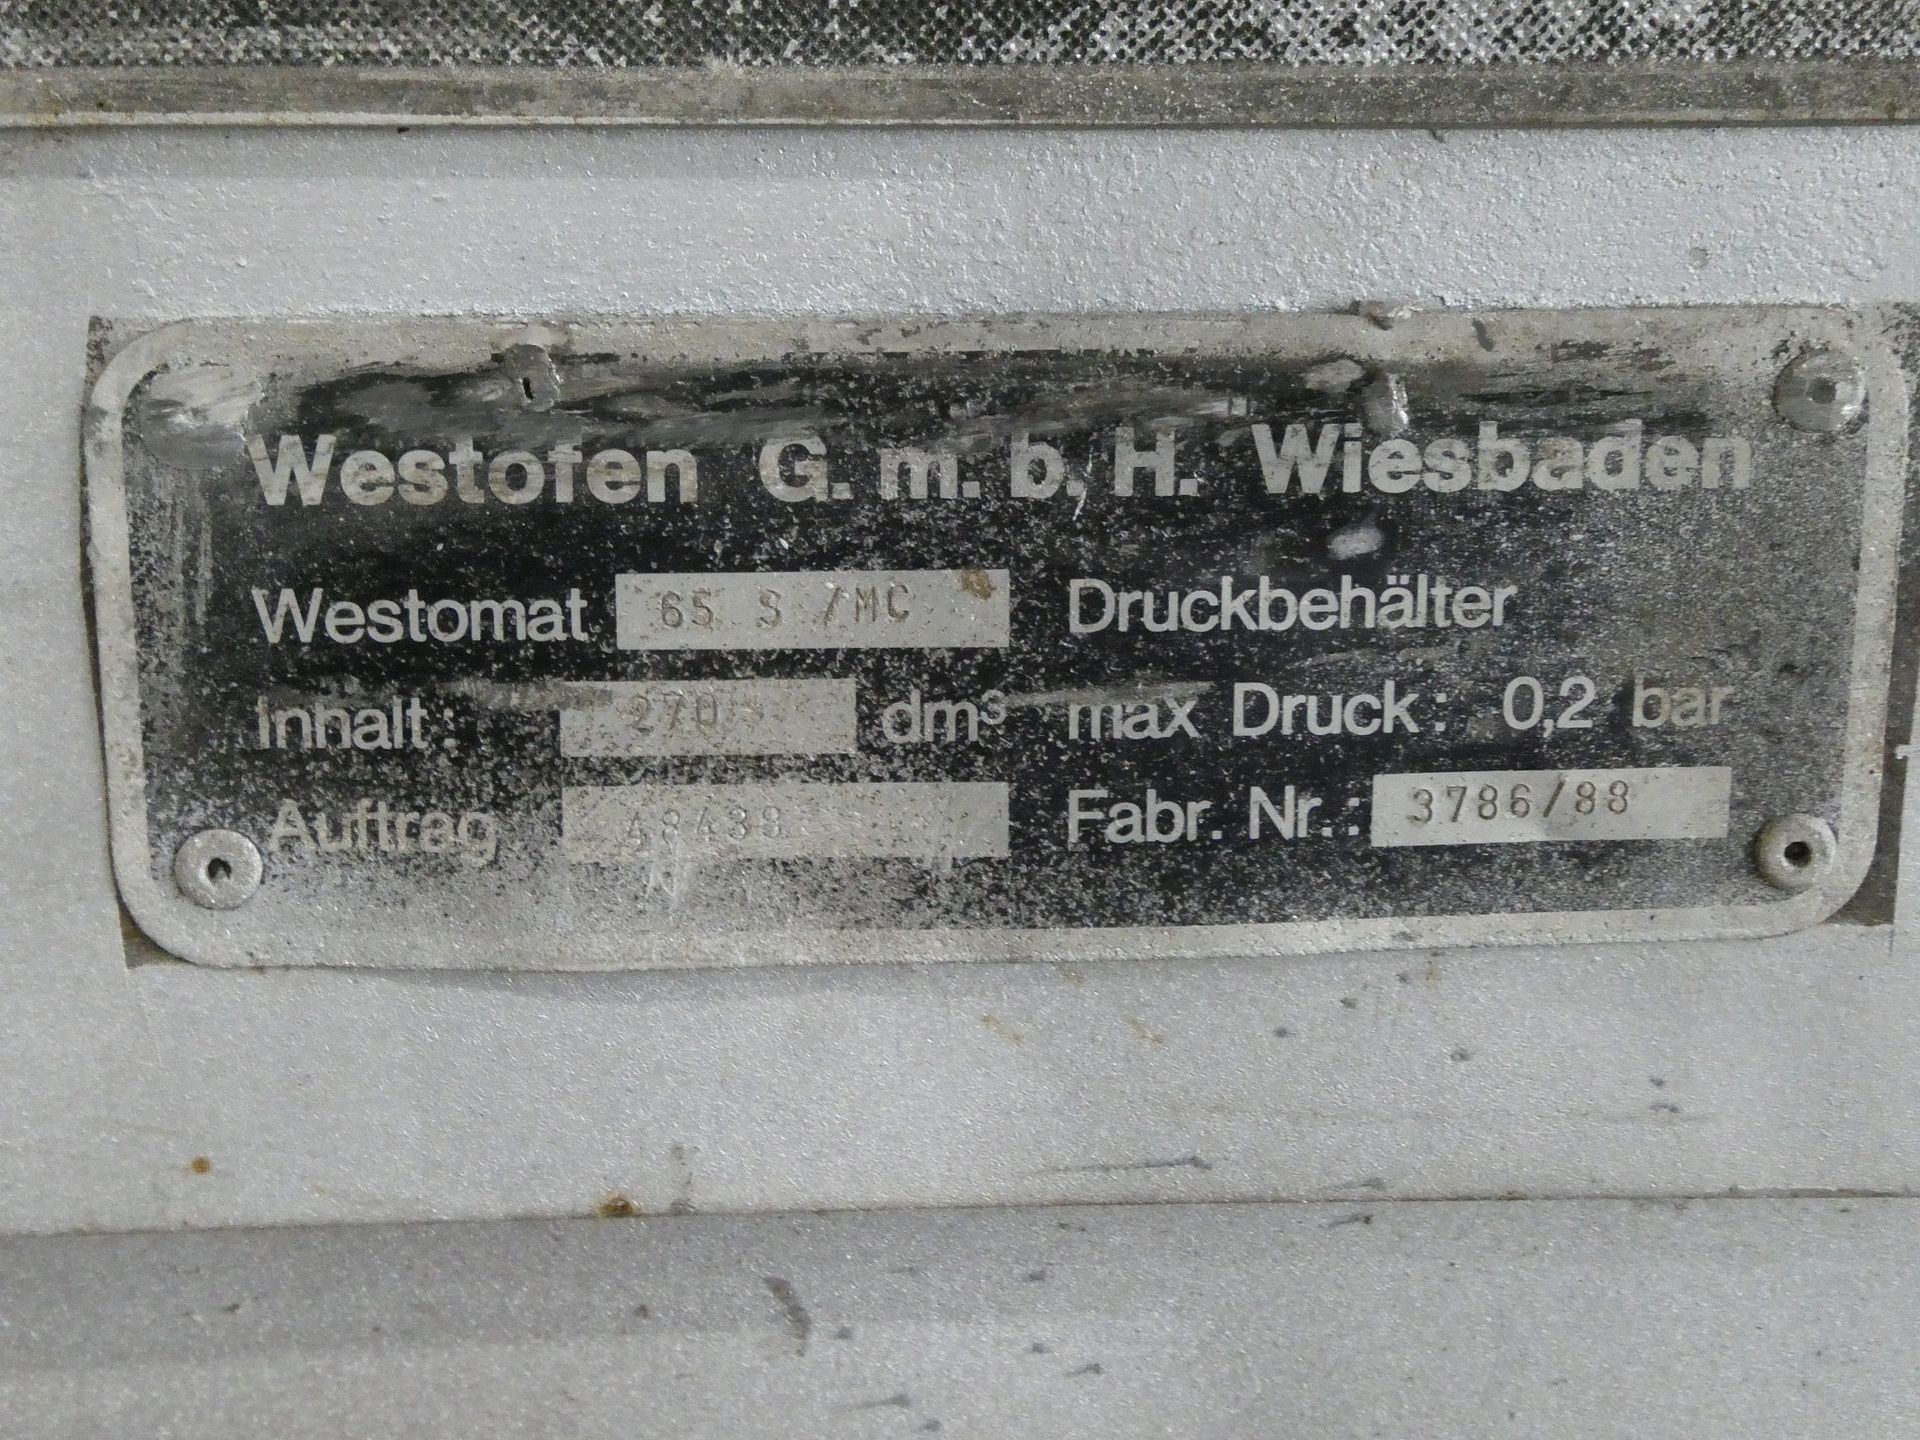 Westofen G.m.b.H. Wiesbaden
Westomat 65 S /MC Druckbehälter
Inhalt: 270 dm³ max Druck: 0,2 bar
Auftrag 48438 Fabr. Nr.: 3786/88